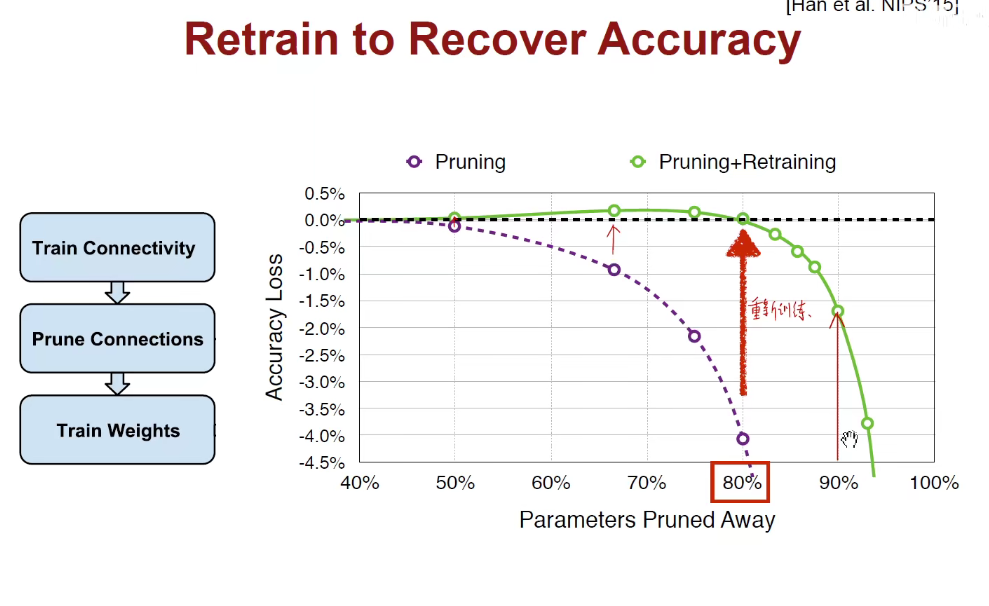 [Han et al. NIPS'15]
Retrain to Recover Accuracy
Pruning
Pruning+Retraining
Train Connectivity
Prune Connections
Train Weights
Accuracy Loss
0.5%
0.0%
-0.5%
-1.0%
-1.5%
-2.0%
-2.5%
-3.0%
-3.5%
-4.0%
-4.5%
重新训练、
40%
50%
60%
70%
80%
90%
100%
Parameters Pruned Away